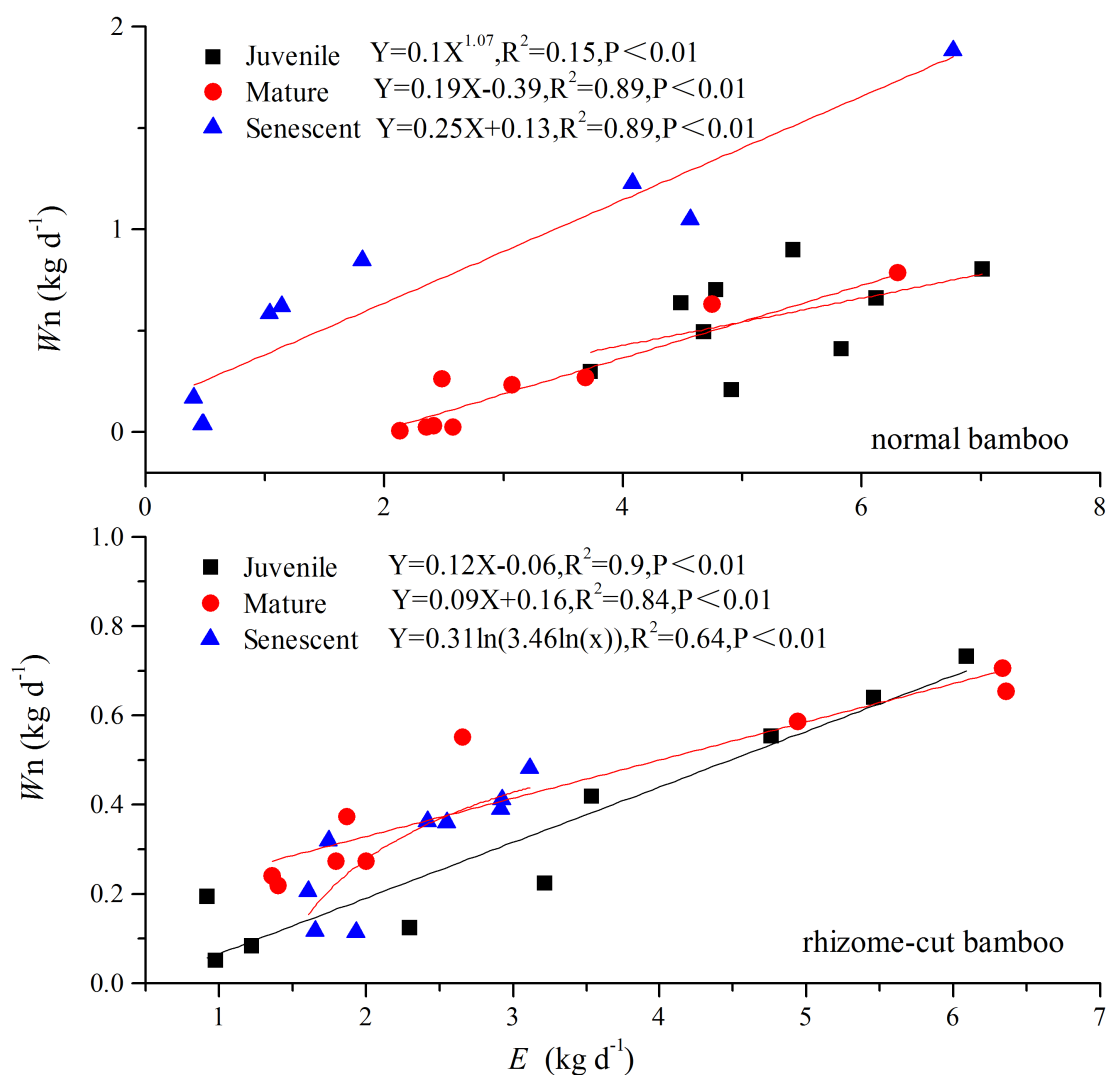 2
Juvenile Y=0.1X^1.07,R^2=0.15,P＜0.01
Mature Y=0.19X-0.39,R^2=0.89,P＜0.01
Senescent Y=0.25X+0.13,R^2=0.89,P＜0.01
1
Wn (kg d^-1)
0
normal bamboo
0 2 4 6 8
1.0
Juvenile Y=0.12X-0.06,R^2=0.9,P＜0.01
Mature Y=0.09X+0.16,R^2=0.84,P＜0.01
0.8
Senescent Y=0.31ln(3.46ln(x)),R^2=0.64,P＜0.01
0.6
Wn (kg d^-1)
0.4
0.2
rhizome-cut bamboo
0.0
1 2 3 4 5 6 7
E (kg d^-1)